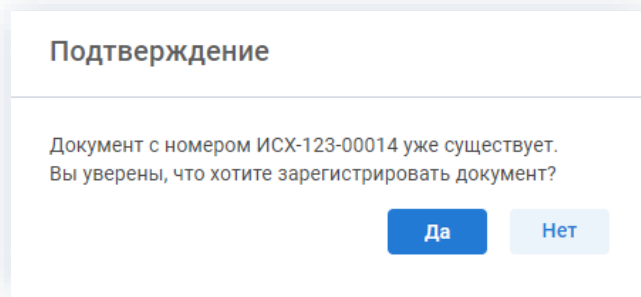 Подтверждение
Документ с номером ИСХ-123-00014 уже существует.
Вы уверены, что хотите зарегистрировать документ?
Да
Нет